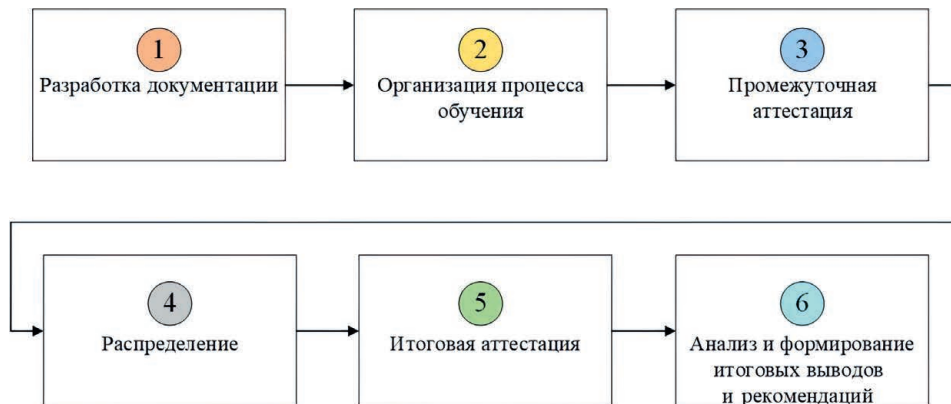 1
Разработка документации
2
Организация процесса
обучения
3
Промежуточная
аттестация
4
Распределение
5
Итоговая аттестация
6
Анализ и формирование
итоговых выводов
и рекомендаций